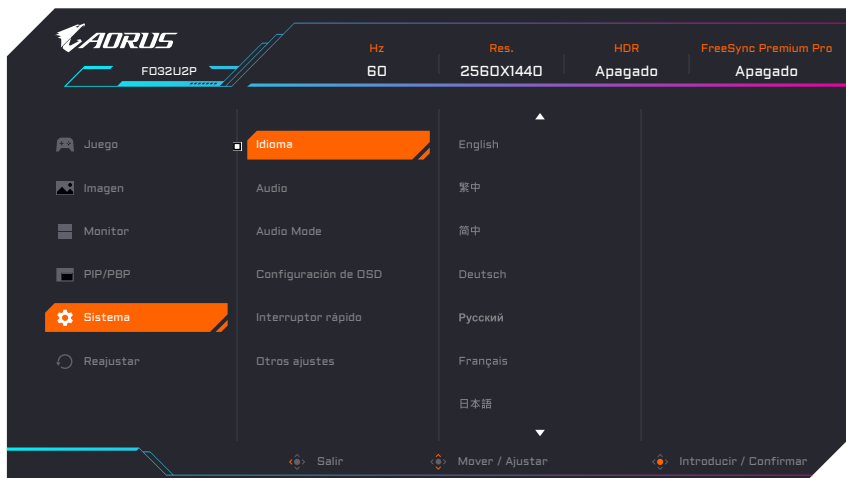 AORUS
FO32U2P
Hz
60
Res.
2560X1440
HDR
Apagado
FreeSync Premium Pro
Apagado
Juego
Imagen
Monitor
PIP/PBP
Sistema
Reajustar
Idioma
Audio
Audio Mode
Configuración de OSD
Interruptor rápido
Otros ajustes
English
繁中
简中
Deutsch
Русский
Français
日本語
Salir
Mover / Ajustar
Introducir / Confirmar